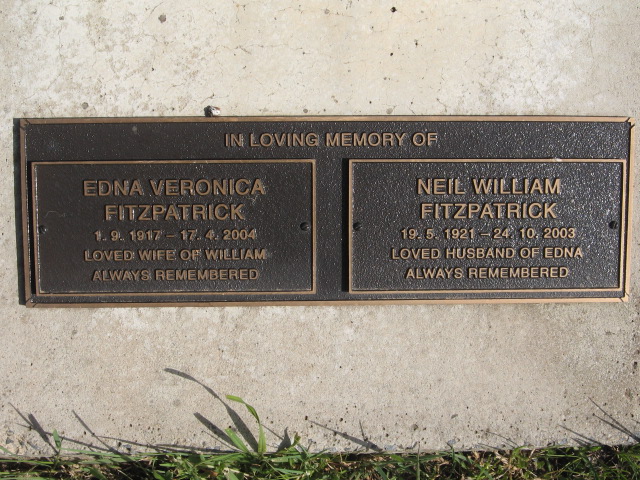 IN LOVING MEMORY OF
EDNA VERONICA
FITZPATRICK
1. 9. 1917 – 17. 4. 2004
LOVED WIFE OF WILLIAM
ALWAYS REMEMBERED
NEIL WILLIAM
FITZPATRICK
19. 5. 1921 – 24. 10. 2003
LOVED HUSBAND OF EDNA
ALWAYS REMEMBERED